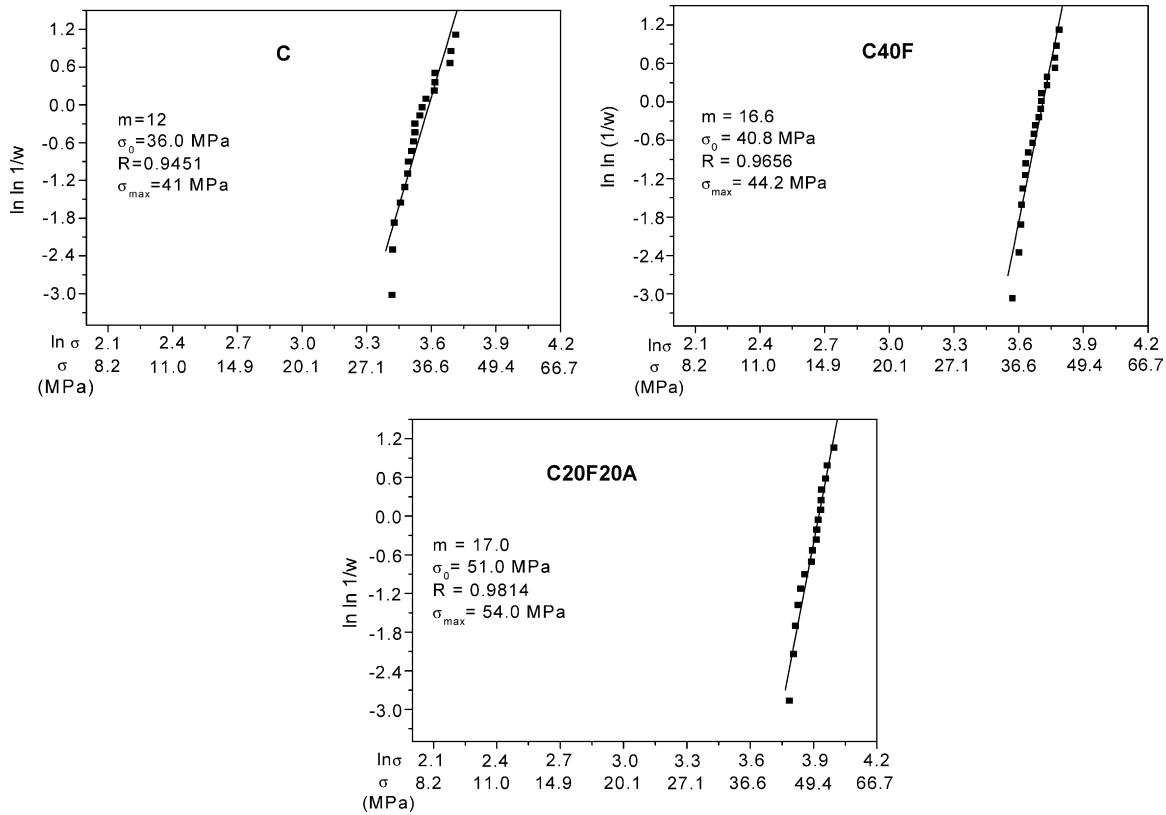 C
m=12
σ0=36.0 MPa
R=0.9451
σmax=41 MPa
ln ln 1/w
1.2
0.6
0.0
-0.6
-1.2
-1.8
-2.4
-3.0
ln σ 2.1 2.4 2.7 3.0 3.3 3.6 3.9 4.2
σ 8.2 11.0 14.9 20.1 27.1 36.6 49.4 66.7
(MPa)
C40F
m = 16.6
σ0 = 40.8 MPa
R = 0.9656
σmax= 44.2 MPa
ln ln (1/w)
1.2
0.6
0.0
-0.6
-1.2
-1.8
-2.4
-3.0
lnσ 2.1 2.4 2.7 3.0 3.3 3.6 3.9 4.2
σ 8.2 11.0 14.9 20.1 27.1 36.6 49.4 66.7
(MPa)
C20F20A
m = 17.0
σ0= 51.0 MPa
R = 0.9814
σmax= 54.0 MPa
ln ln 1/w
1.2
0.6
0.0
-0.6
-1.2
-1.8
-2.4
-3.0
lnσ 2.1 2.4 2.7 3.0 3.3 3.6 3.9 4.2
σ 8.2 11.0 14.9 20.1 27.1 36.6 49.4 66.7
(MPa)